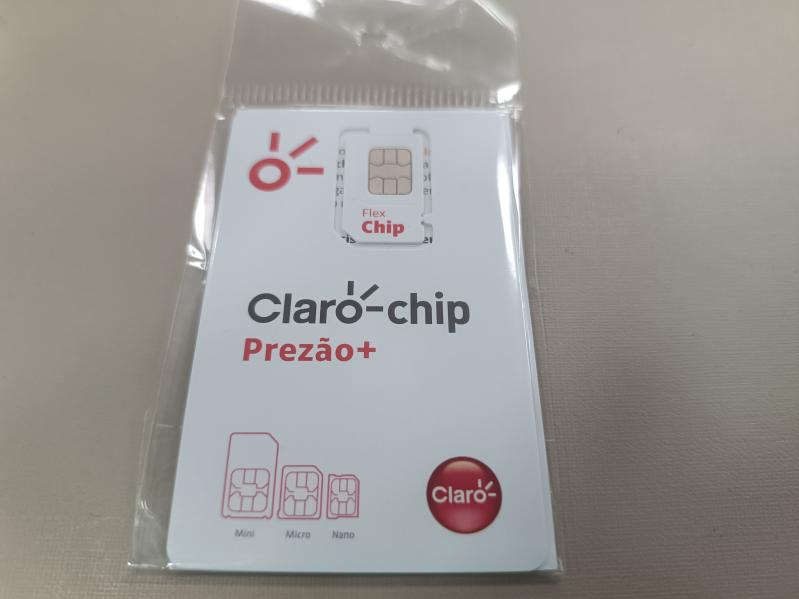 Flex
Chip
Claro-chip
Prezão+
Mini
Micro
Nano
Claro-